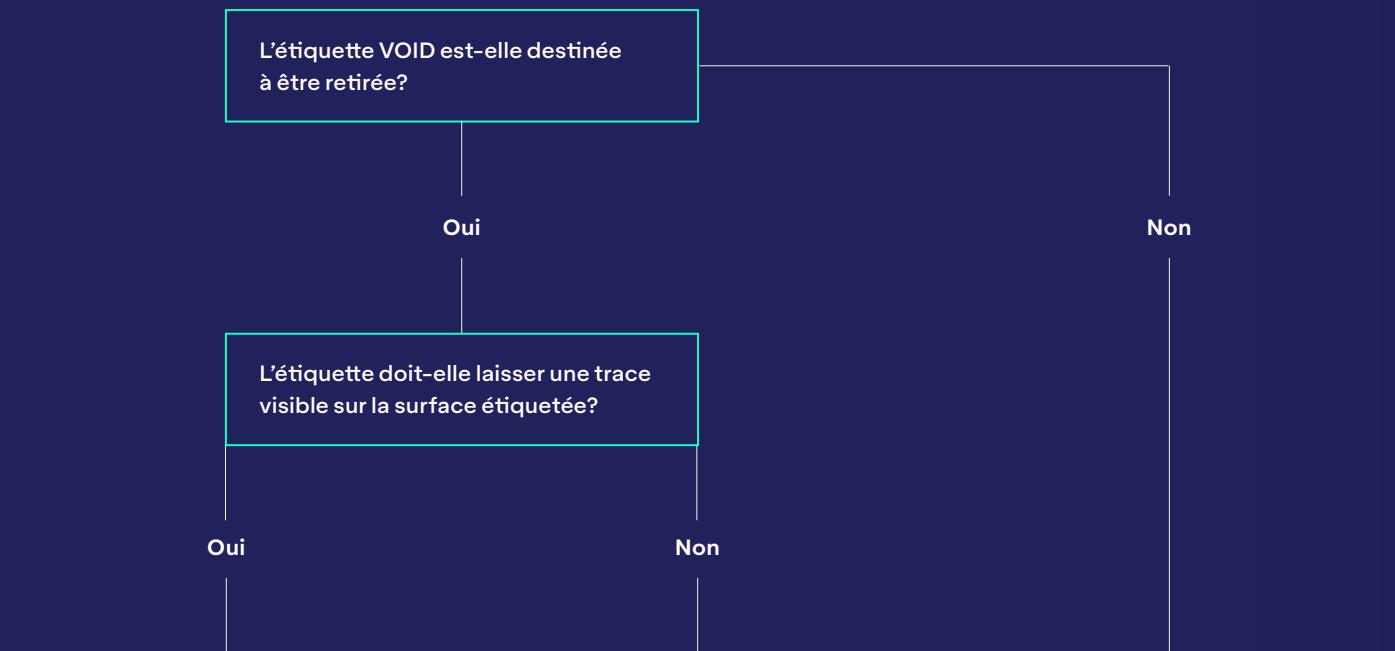 L’étiquette VOID est-elle destinée
à être retirée?
Oui
Non
L’étiquette doit-elle laisser une trace
visible sur la surface étiquetée?
Oui
Non